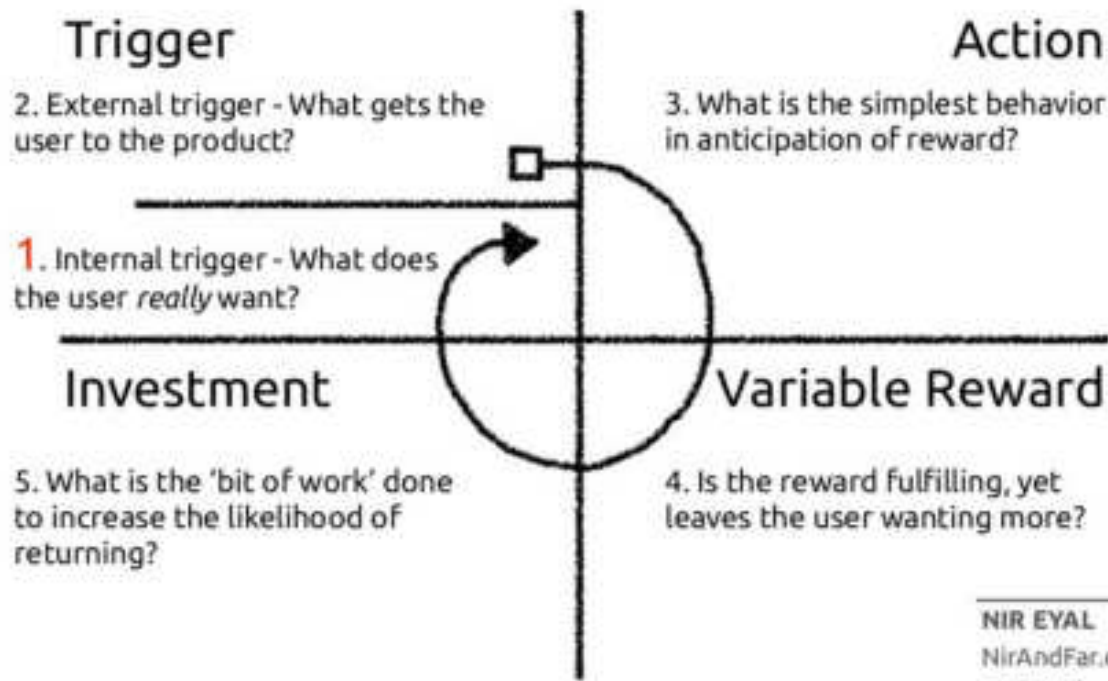 Trigger
2. External trigger - What gets the
user to the product?
1. Internal trigger - What does
the user really want?
Action
3. What is the simplest behavior
in anticipation of reward?
Investment
5. What is the ‘bit of work’ done
to increase the likelihood of
returning?
Variable Reward
4. Is the reward fulfilling, yet
leaves the user wanting more?
NIR EYAL
NirAndFar.